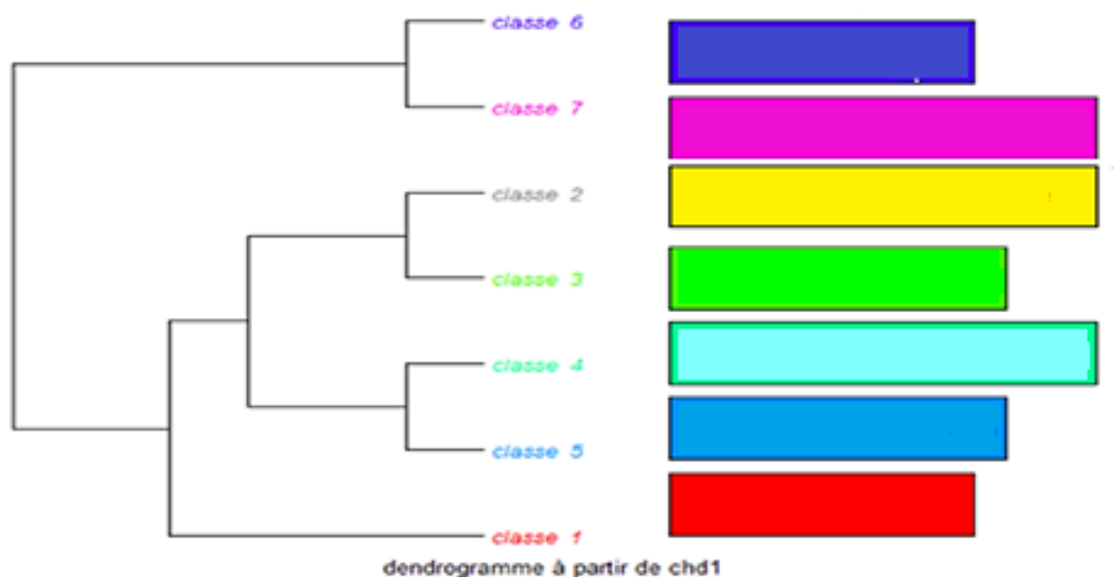 classe 6
classe 7
classe 2
classe 3
classe 4
classe 5
classe 1
dendrogramme à partir de chd1